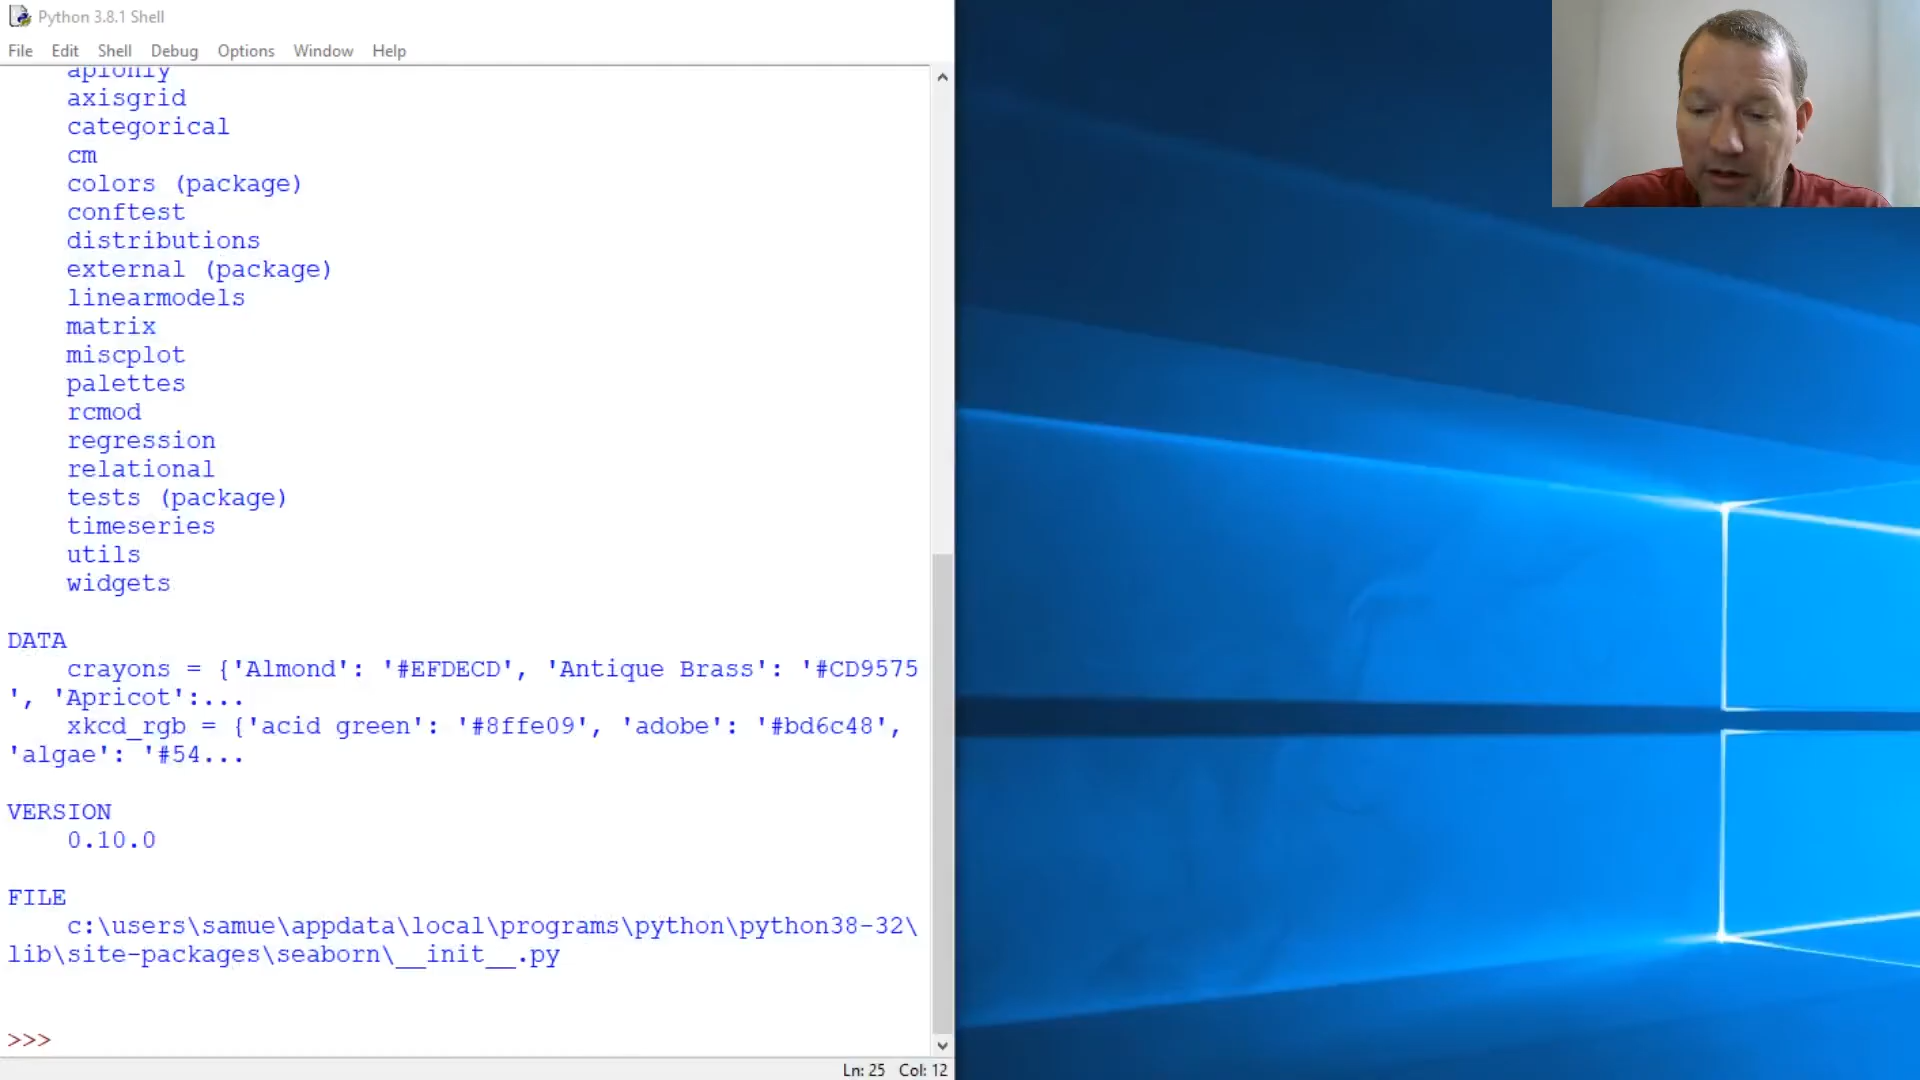 Python 3.8.1 Shell
File Edit Shell Debug Options Window Help
apionly
axisgrid
categorical
cm
colors (package)
conftest
distributions
external (package)
linearmodels
matrix
miscplot
palettes
rcmod
regression
relational
tests (package)
timeseries
utils
widgets
DATA
crayons = {'Almond': '#EFDECD', 'Antique Brass': '#CD9575
', 'Apricot':...
xkcd_rgb = {'acid green': '#8ffe09', 'adobe': '#bd6c48',
'algae': '#54...
VERSION
0.10.0
FILE
c:\users\samue\appdata\local\programs\python\python38-32\
lib\site-packages\seaborn\__init__.py
>>>
Ln: 25 Col: 12